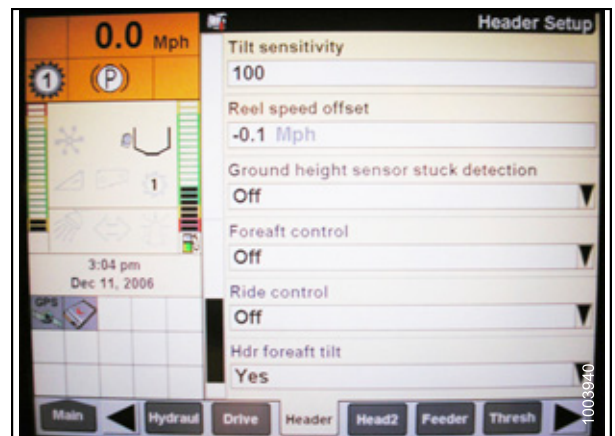 0.0 Mph
1
(P)
1
3:04 pm
Dec 11, 2006
GPS
Header Setup
Tilt sensitivity
100
Reel speed offset
-0.1 Mph
Ground height sensor stuck detection
Off
Foreaft control
Off
Ride control
Off
Hdr foreaft tilt
Yes
Main Hydraul Drive Header Head2 Feeder Thresh
1003940